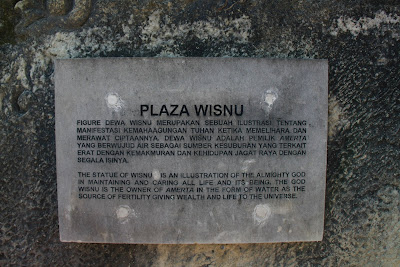 PLAZA WISNU
FIGURE DEWA WISNU MERUPAKAN SEBUAH ILUSTRASI TENTANG
MANIFESTASI KEMAHAAGUNGAN TUHAN KETIKA MEMELIHARA DAN
MERAWAT CIPTAANNYA. DEWA WISNU ADALAH PEMILIK AMERTA
YANG BERWUJUD AIR SEBAGAI SUMBER KESUBURAN YANG TERKAIT
ERAT DENGAN KEMAKMURAN DAN KEHIDUPAN JAGAT RAYA DENGAN
SEGALA ISINYA.
THE STATUE OF WISNU IS AN ILLUSTRATION OF THE ALMIGHTY GOD
IN MAINTAINING AND CARING ALL LIFE AND ITS BEING. THE GOD
WISNU IS THE OWNER OF AMERTA IN THE FORM OF WATER AS THE
SOURCE OF FERTILITY GIVING WEALTH AND LIFE TO THE UNIVERSE.